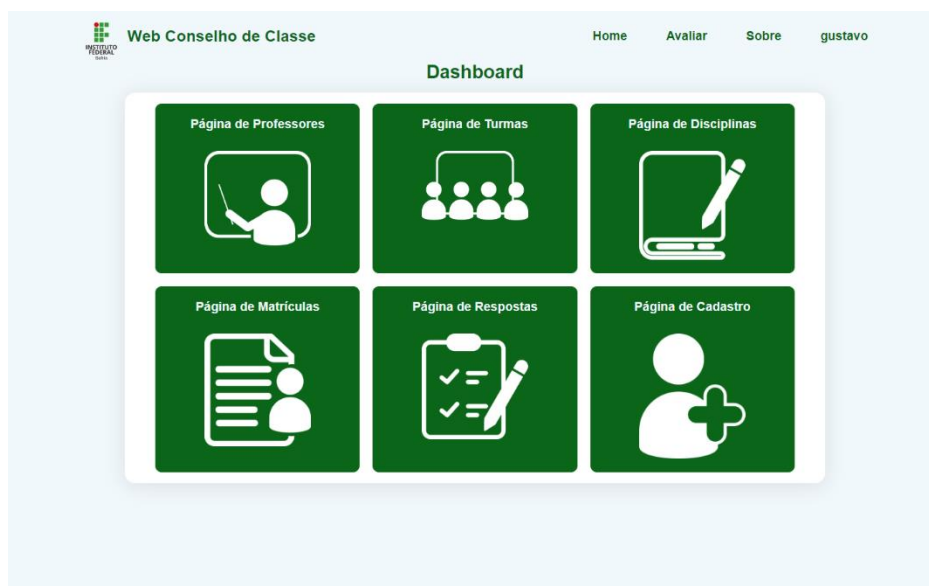 INSTITUTO
FEDERAL
Bahia
Web Conselho de Classe
Home
Avaliar
Sobre
gustavo
Dashboard
Página de Professores
Página de Turmas
Página de Disciplinas
Página de Matrículas
Página de Respostas
Página de Cadastro